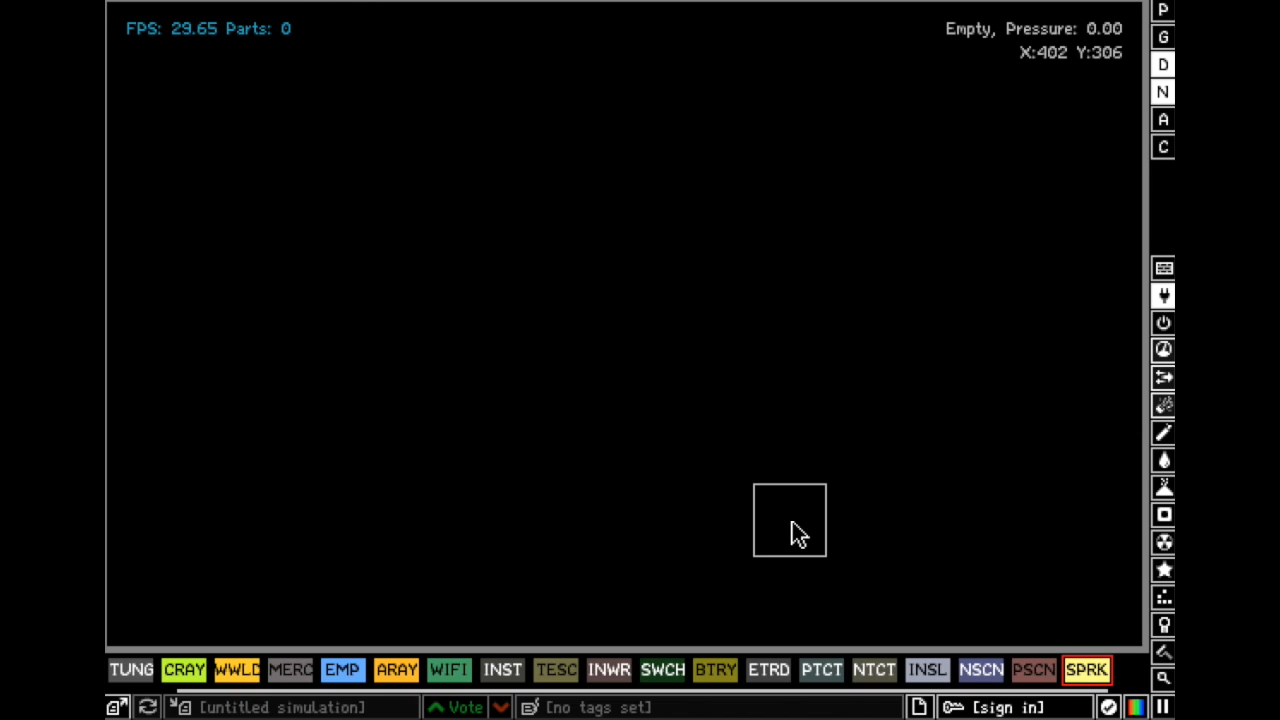 FPS: 29.65 Parts: 0
Empty, Pressure: 0.00
X:402 Y:306
P
G
D
N
A
C
TUNG CRAY WWLD MERC EMP ARAY WIFI INST TESC INWR SWCH BTRY ETRD PTCT NTCT INSL NSCN PSCN SPRK
[untitled simulation] Vote [no tags set] [sign in]